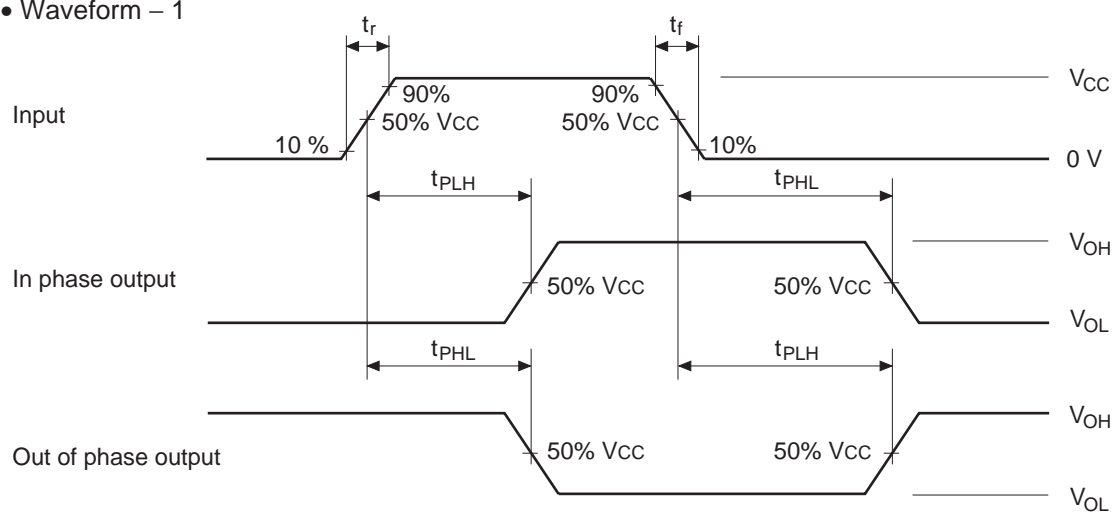 • Waveform – 1
tr
tf
VCC
90%
90%
Input
50% VCC
50% VCC
10 %
10%
0 V
tPLH
tPHL
VOH
In phase output
50% VCC
50% VCC
VOL
tPHL
tPLH
VOH
Out of phase output
50% VCC
50% VCC
VOL